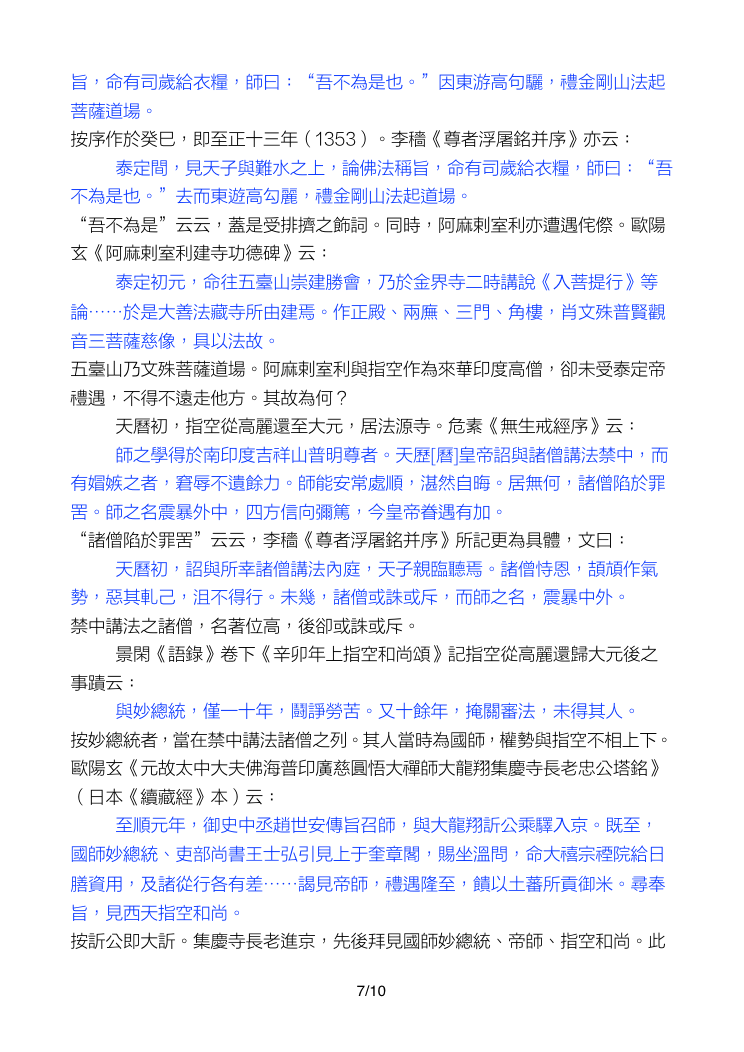 旨，命有司歲給衣糧，師曰：“吾不為是也。”因東游高句驪，禮金剛山法起
菩薩道場。
按序作於癸巳，即至正十三年（1353）。李穡《尊者浮屠銘并序》亦云：
泰定間，見天子與難水之上，論佛法稱旨，命有司歲給衣糧，師曰：“吾
不為是也。”去而東遊高勾麗，禮金剛山法起道場。
“吾不為是”云云，蓋是受排擠之飾詞。同時，阿麻剌室利亦遭遇侘傺。歐陽
玄《阿麻剌室利建寺功德碑》云：
泰定初元，命往五臺山崇建勝會，乃於金界寺二時講說《入菩提行》等
論……於是大善法藏寺所由建焉。作正殿、兩廡、三門、角樓，肖文殊普賢觀
音三菩薩慈像，具以法故。
五臺山乃文殊菩薩道場。阿麻剌室利與指空作為來華印度高僧，卻未受泰定帝
禮遇，不得不遠走他方。其故為何？
天曆初，指空從高麗還至大元，居法源寺。危素《無生戒經序》云：
師之學得於南印度吉祥山普明尊者。天歷[曆]皇帝詔與諸僧講法禁中，而
有媢嫉之者，窘辱不遺餘力。師能安常處順，湛然自晦。居無何，諸僧陷於罪
罟。師之名震暴外中，四方信向彌篤，今皇帝眷遇有加。
“諸僧陷於罪罟”云云，李穡《尊者浮屠銘并序》所記更為具體，文曰：
天曆初，詔與所幸諸僧講法內庭，天子親臨聽焉。諸僧恃恩，頡頏作氣
勢，惡其軋己，沮不得行。未幾，諸僧或誅或斥，而師之名，震暴中外。
禁中講法之諸僧，名著位高，後卻或誅或斥。
景閑《語錄》卷下《辛卯年上指空和尚頌》記指空從高麗還歸大元後之
事蹟云：
與妙總統，僅一十年，鬪諍勞苦。又十餘年，掩關審法，未得其人。
按妙總統者，當在禁中講法諸僧之列。其人當時為國師，權勢與指空不相上下。
歐陽玄《元故太中大夫佛海普印廣慈圓悟大禪師大龍翔集慶寺長老忠公塔銘》
（日本《續藏經》本）云：
至順元年，御史中丞趙世安傳旨召師，與大龍翔訢公乘驛入京。既至，
國師妙總統、吏部尚書王士弘引見上于奎章閣，賜坐溫問，命大禧宗禋院給日
膳資用，及諸從行各有差……謁見帝師，禮遇隆至，饋以土蕃所貢御米。尋奉
旨，見西天指空和尚。
按訢公即大訢。集慶寺長老進京，先後拜見國師妙總統、帝師、指空和尚。此
7/10